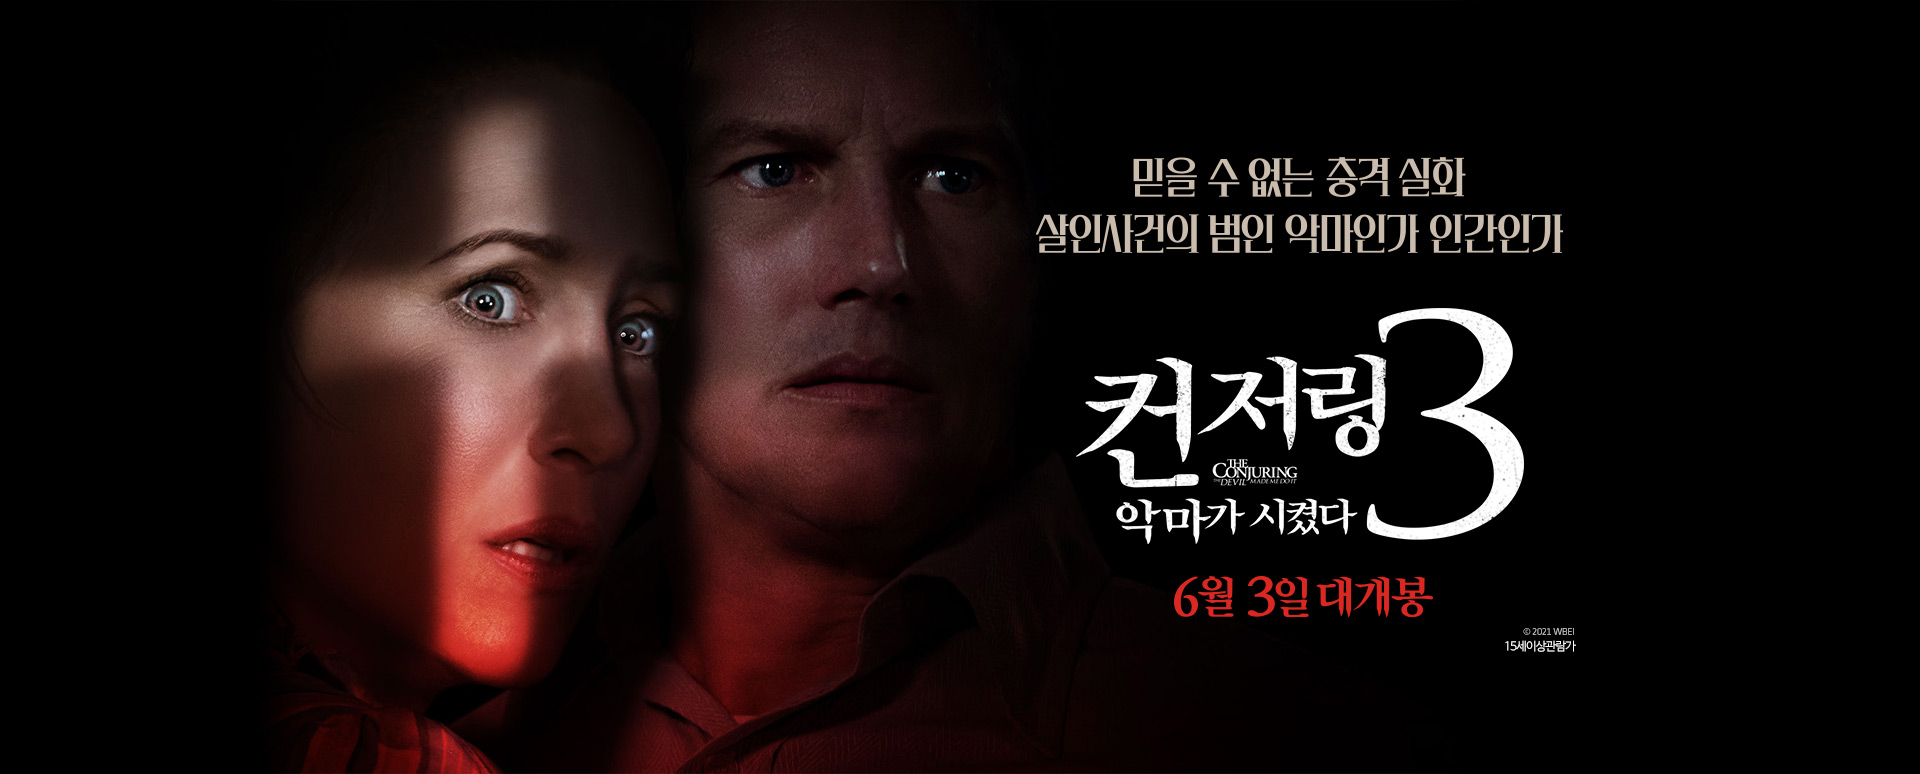 믿을 수 없는 충격 실화
살인사건의 범인 악마인가 인간인가
컨저링3
THE
CONJURING
THE DEVIL MADE ME DO IT
악마가 시켰다
6월 3일 대개봉
© 2021 WBEI
15세이상관람가